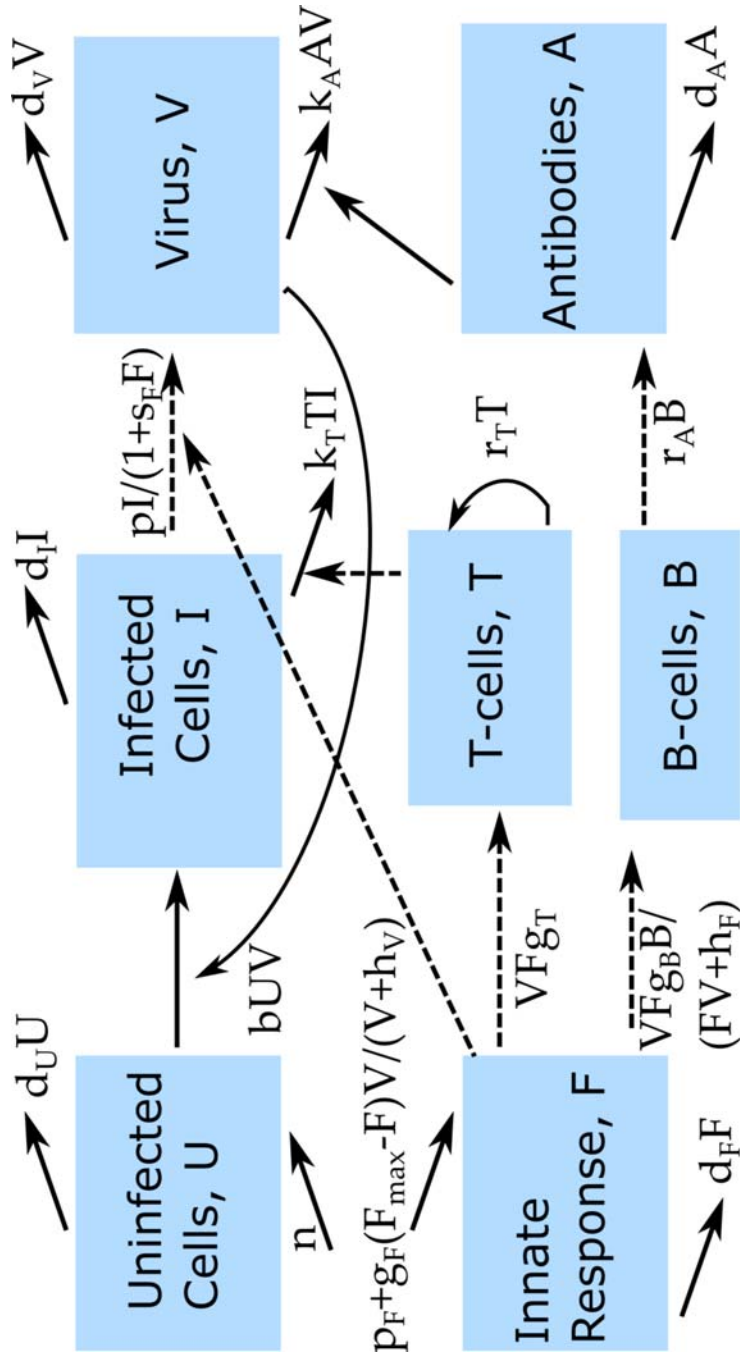 d_U U
d_I I
d_V V
Uninfected
Cells, U
Infected
Cells, I
Virus, V
bUV
pI/(1+s_F F)
n
k_T TI
k_A AV
p_F+g_F(F_max-F)V/(V+h_V)
Innate
Response, F
VFg_T
T-cells, T
r_T T
Antibodies, A
VFg_B B/
(FV+h_F)
B-cells, B
r_A B
d_F F
d_A A